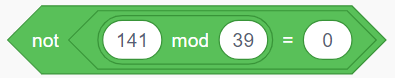 not 141 mod 39 = 0